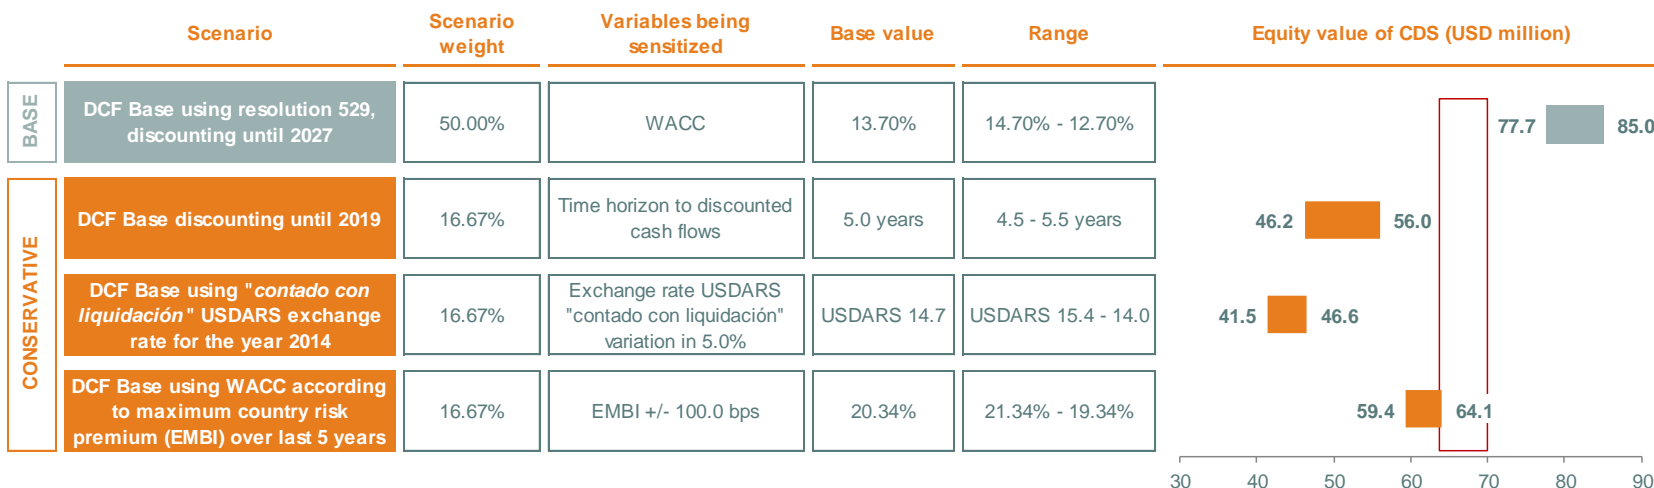 Scenario
Scenario
weight
Variables being
sensitized
Base value
Range
Equity value of CDS (USD million)
BASE
DCF Base using resolution 529,
discounting until 2027
50.00%
WACC
13.70%
14.70% - 12.70%
77.7
85.0
CONSERVATIVE
DCF Base discounting until 2019
16.67%
Time horizon to discounted
cash flows
5.0 years
4.5 - 5.5 years
46.2
56.0
DCF Base using "contado con
liquidación" USDARS exchange
rate for the year 2014
16.67%
Exchange rate USDARS
"contado con liquidación"
variation in 5.0%
USDARS 14.7
USDARS 15.4 - 14.0
41.5
46.6
DCF Base using WACC according
to maximum country risk
premium (EMBI) over last 5 years
16.67%
EMBI +/- 100.0 bps
20.34%
21.34% - 19.34%
59.4
64.1
30 40 50 60 70 80 90